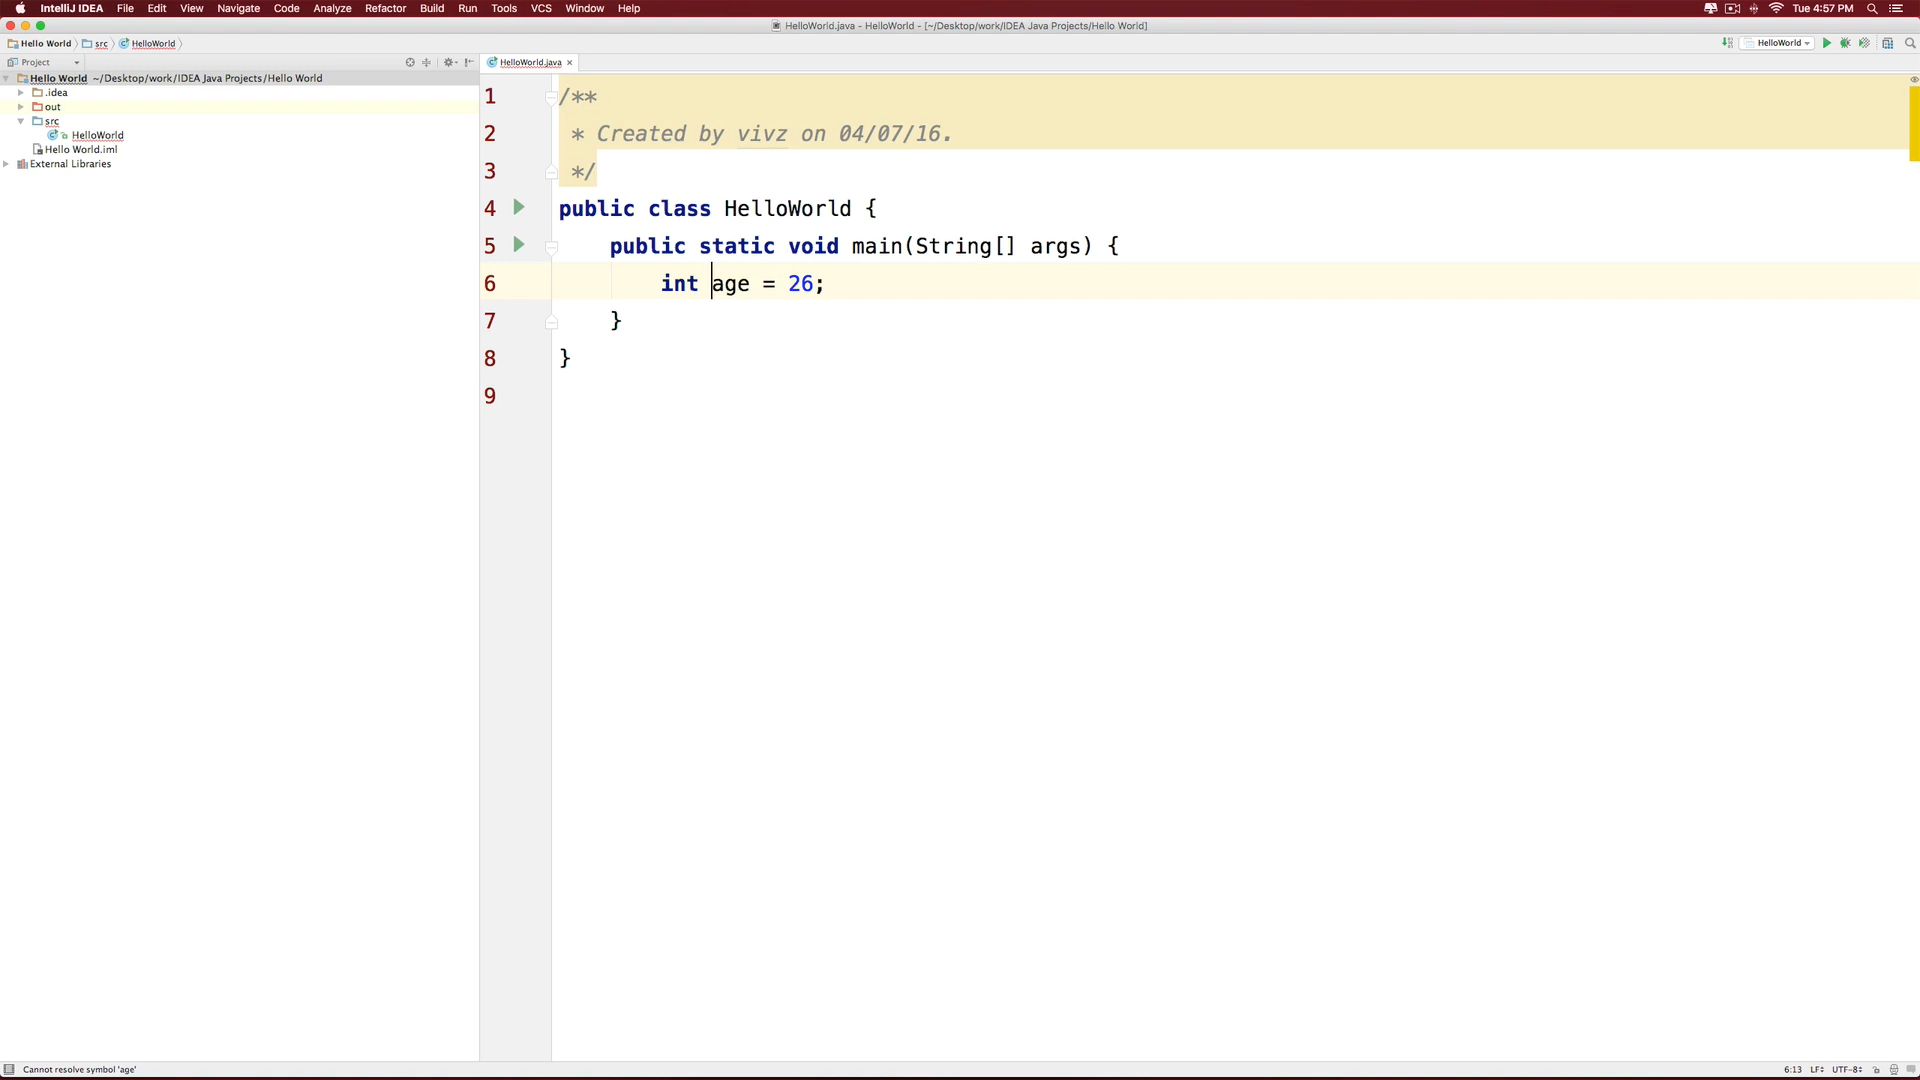 IntelliJ IDEA File Edit View Navigate Code Analyze Refactor Build Run Tools VCS Window Help Tue 4:57 PM
HelloWorld.java - HelloWorld - [~/Desktop/work/IDEA Java Projects/Hello World]
Hello World src HelloWorld HelloWorld
Project HelloWorld.java
Hello World ~/Desktop/work/IDEA Java Projects/Hello World
.idea
out
src
HelloWorld
Hello World.iml
External Libraries
1 /**
2 * Created by vivz on 04/07/16.
3 */
4 public class HelloWorld {
5 public static void main(String[] args) {
6 int age = 26;
7 }
8 }
9
Cannot resolve symbol 'age' 6:13 LF UTF-8